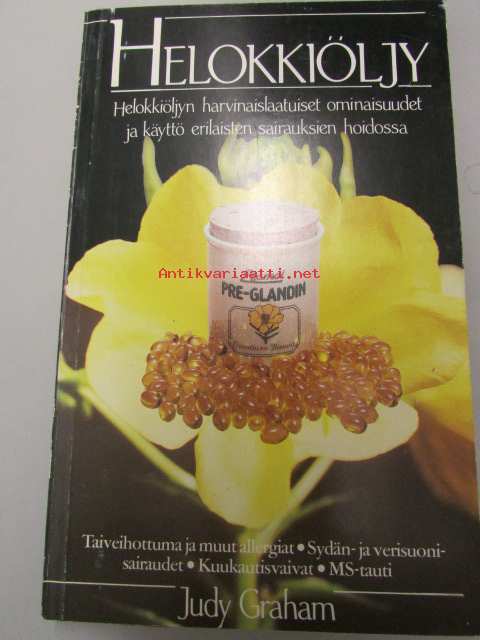 HELOKKIÖLJY
Helokkiöljyn harvinaislaatuiset ominaisuudet
ja käyttö erilaisten sairauksien hoidossa
Antikvariaatti.net
PRE-GLANDIN
Taiveihottuma ja muut allergiat • Sydän- ja verisuoni-
sairaudet • Kuukautisvaivat • MS-tauti
Judy Graham